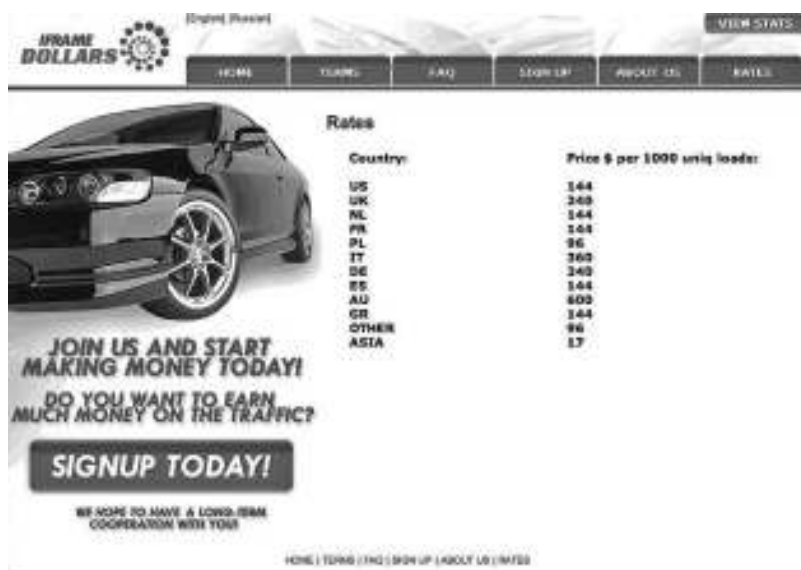 [English] [Russian]
VIEW STATS
IFRAME
DOLLARS
HOME TERMS FAQ SIGN UP ABOUT US RATES
Rates
Country: Price $ per 1000 uniq loads:
US 144
UK 240
NL 144
FR 144
PL 96
IT 360
DE 240
ES 144
AU 600
GR 144
OTHER 96
ASIA 17
JOIN US AND START
MAKING MONEY TODAY!
DO YOU WANT TO EARN
MUCH MONEY ON THE TRAFFIC?
SIGNUP TODAY!
WE HOPE TO HAVE A LONG-TERM
COOPERATION WITH YOU!
HOME | TERMS | FAQ | SIGN UP | ABOUT US | RATES